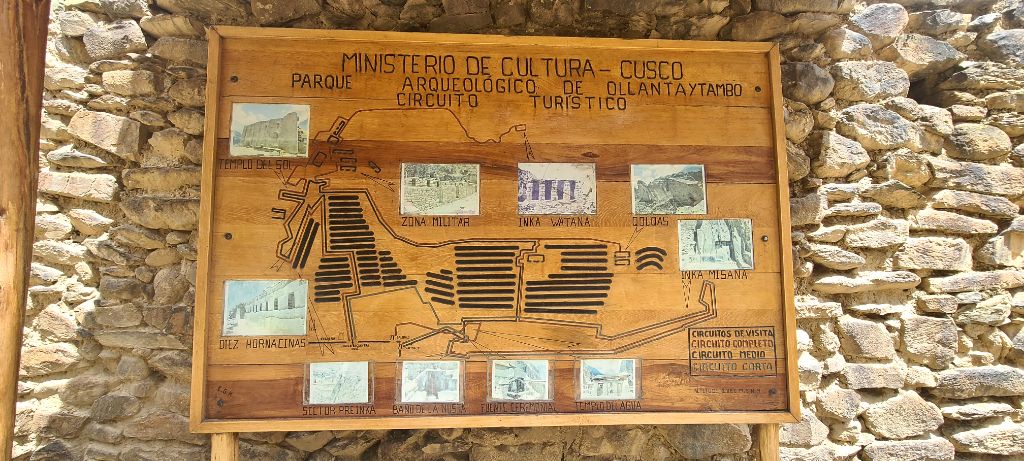 MINISTERIO DE CULTURA - CUSCO
PARQUE ARQUEOLÓGICO DE OLLANTAYTAMBO
CIRCUITO TURÍSTICO
TEMPLO DEL SOL
ZONA MILITAR
INKA WATANA
QOLQAS
INKA MISANA
DIEZ HORNACINAS
CIRCUITOS DE VISITA
CIRCUITO COMPLETO
CIRCUITO MEDIO
CIRCUITO CORTO
SECTOR PREINKA
BAÑO DE LA ÑUSTA
FUENTE CEREMONIAL
TEMPLO DE AGUA